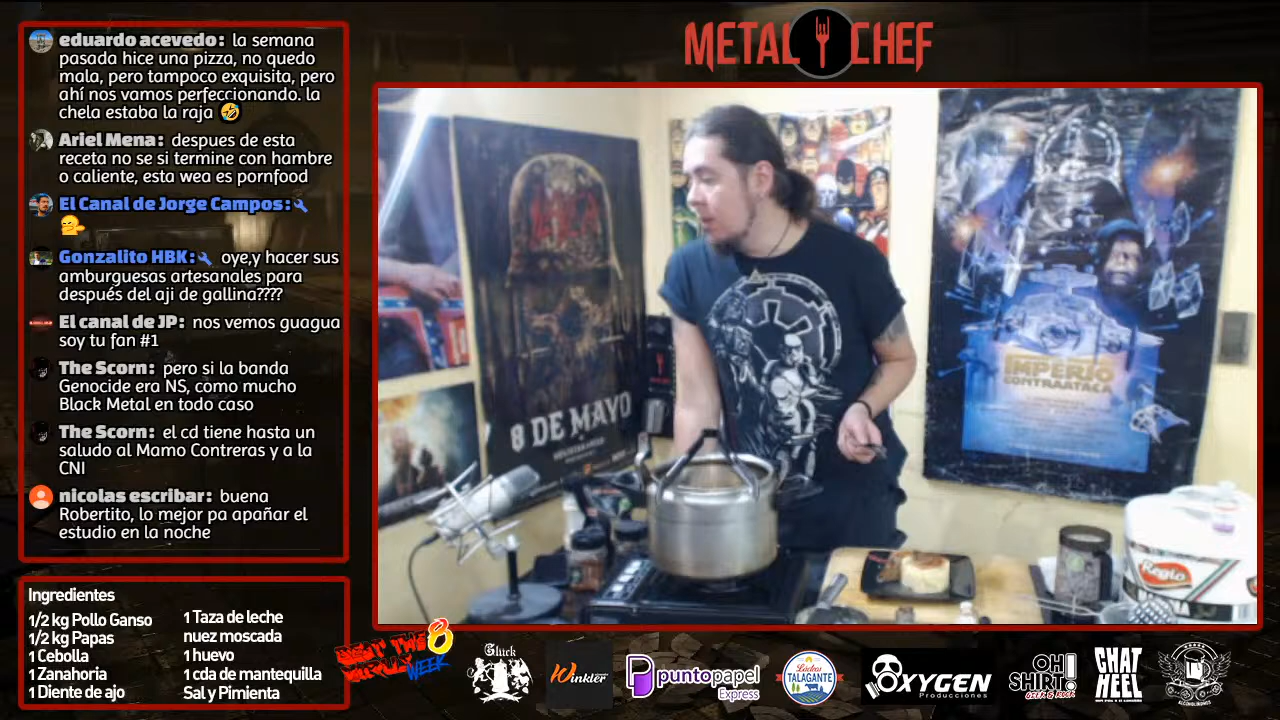 METAL CHEF
eduardo acevedo: la semana
pasada hice una pizza, no quedo
mala, pero tampoco exquisita, pero
ahí nos vamos perfeccionando. la
chela estaba la raja 🤣
Ariel Mena: despues de esta
receta no se si termine con hambre
o caliente, esta wea es pornfood
El Canal de Jorge Campos:
Gonzalito HBK: oye,y hacer sus
amburguesas artesanales para
después del aji de gallina????
El canal de JP: nos vemos guagua
soy tu fan #1
The Scorn: pero si la banda
Genocide era NS, como mucho
Black Metal en todo caso
The Scorn: el cd tiene hasta un
saludo al Mamo Contreras y a la
CNI
nicolas escribar: buena
Robertito, lo mejor pa apañar el
estudio en la noche
8 DE MAYO
IMPERIO
CONTRAATACA
Regio
Ingredientes
1/2 kg Pollo Ganso
1/2 kg Papas
1 Cebolla
1 Zanahoria
1 Diente de ajo
1 Taza de leche
nuez moscada
1 huevo
1 cda de mantequilla
Sal y Pimienta
8
WEEK
Glück
Winkler
puntopapel
Express
Lácteos
TALAGANTE
OXYGEN
Producciones
OH!
SHIRT!
CHAT
HEEL